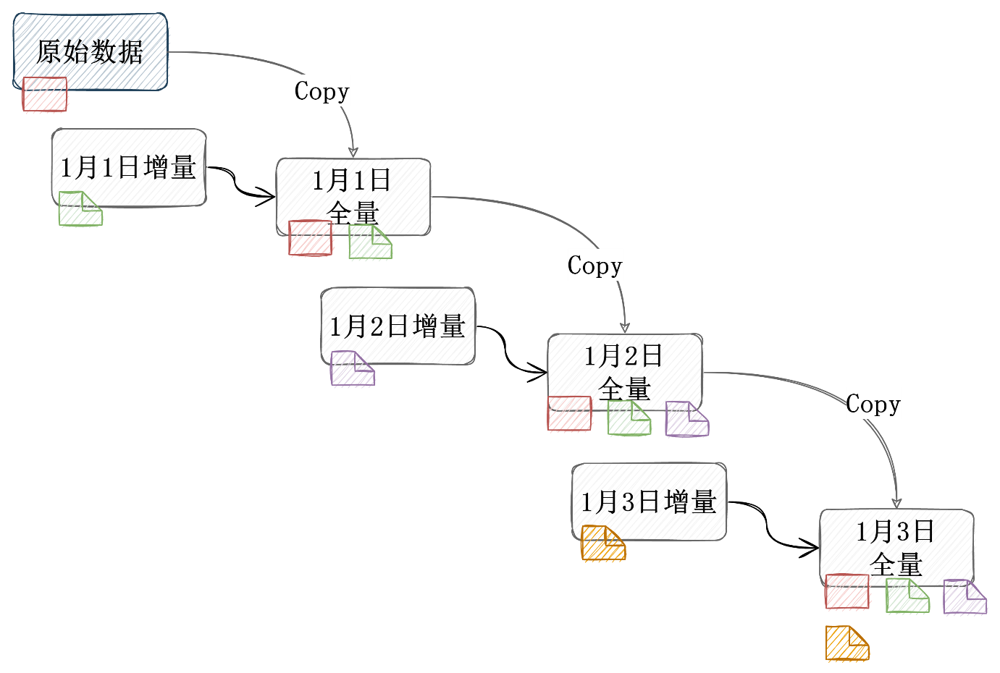 原始数据
Copy
1月1日增量
1月1日
全量
Copy
1月2日增量
1月2日
全量
Copy
1月3日增量
1月3日
全量